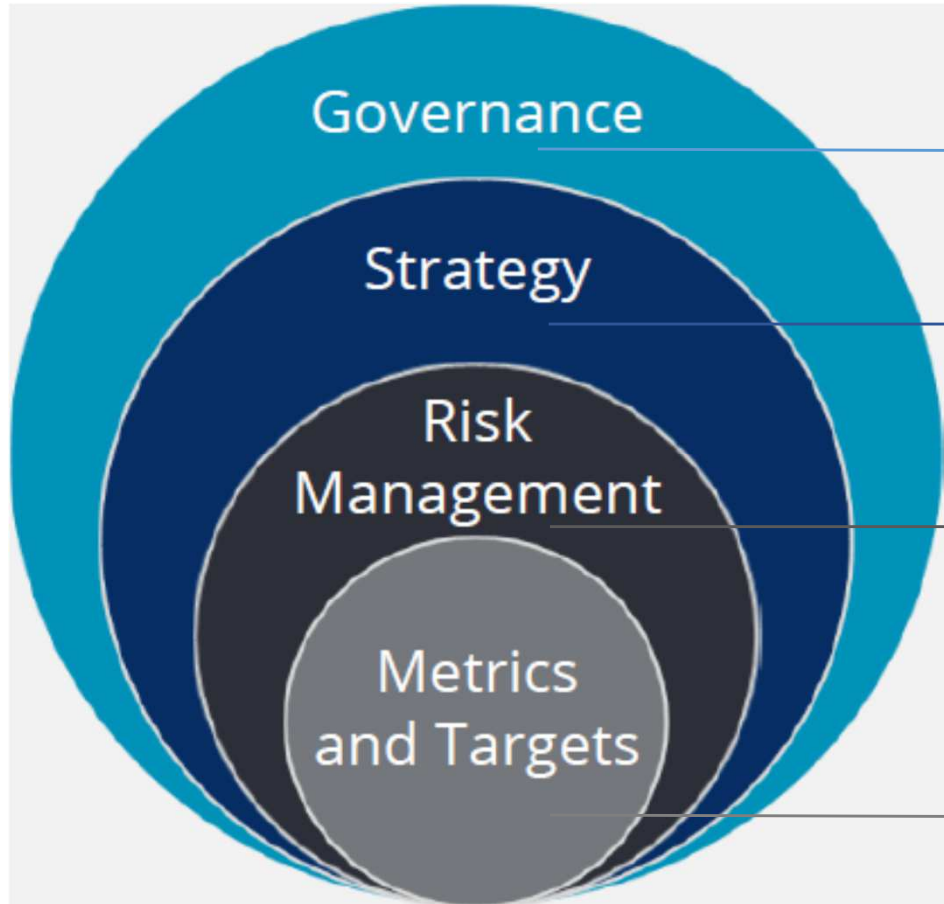 Governance
Strategy
Risk
Management
Metrics
and Targets